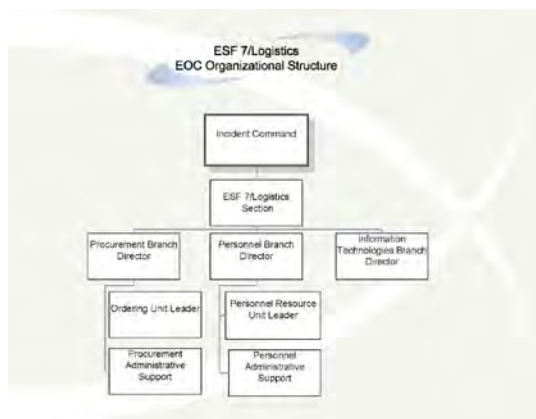 ESF 7/Logistics
EOC Organizational Structure
Incident Command
ESF 7/Logistics
Section
Procurement Branch
Director
Personnel Branch
Director
Information
Technologies Branch
Director
Ordering Unit Leader
Personnel Resource
Unit Leader
Procurement
Administrative
Support
Personnel
Administrative
Support